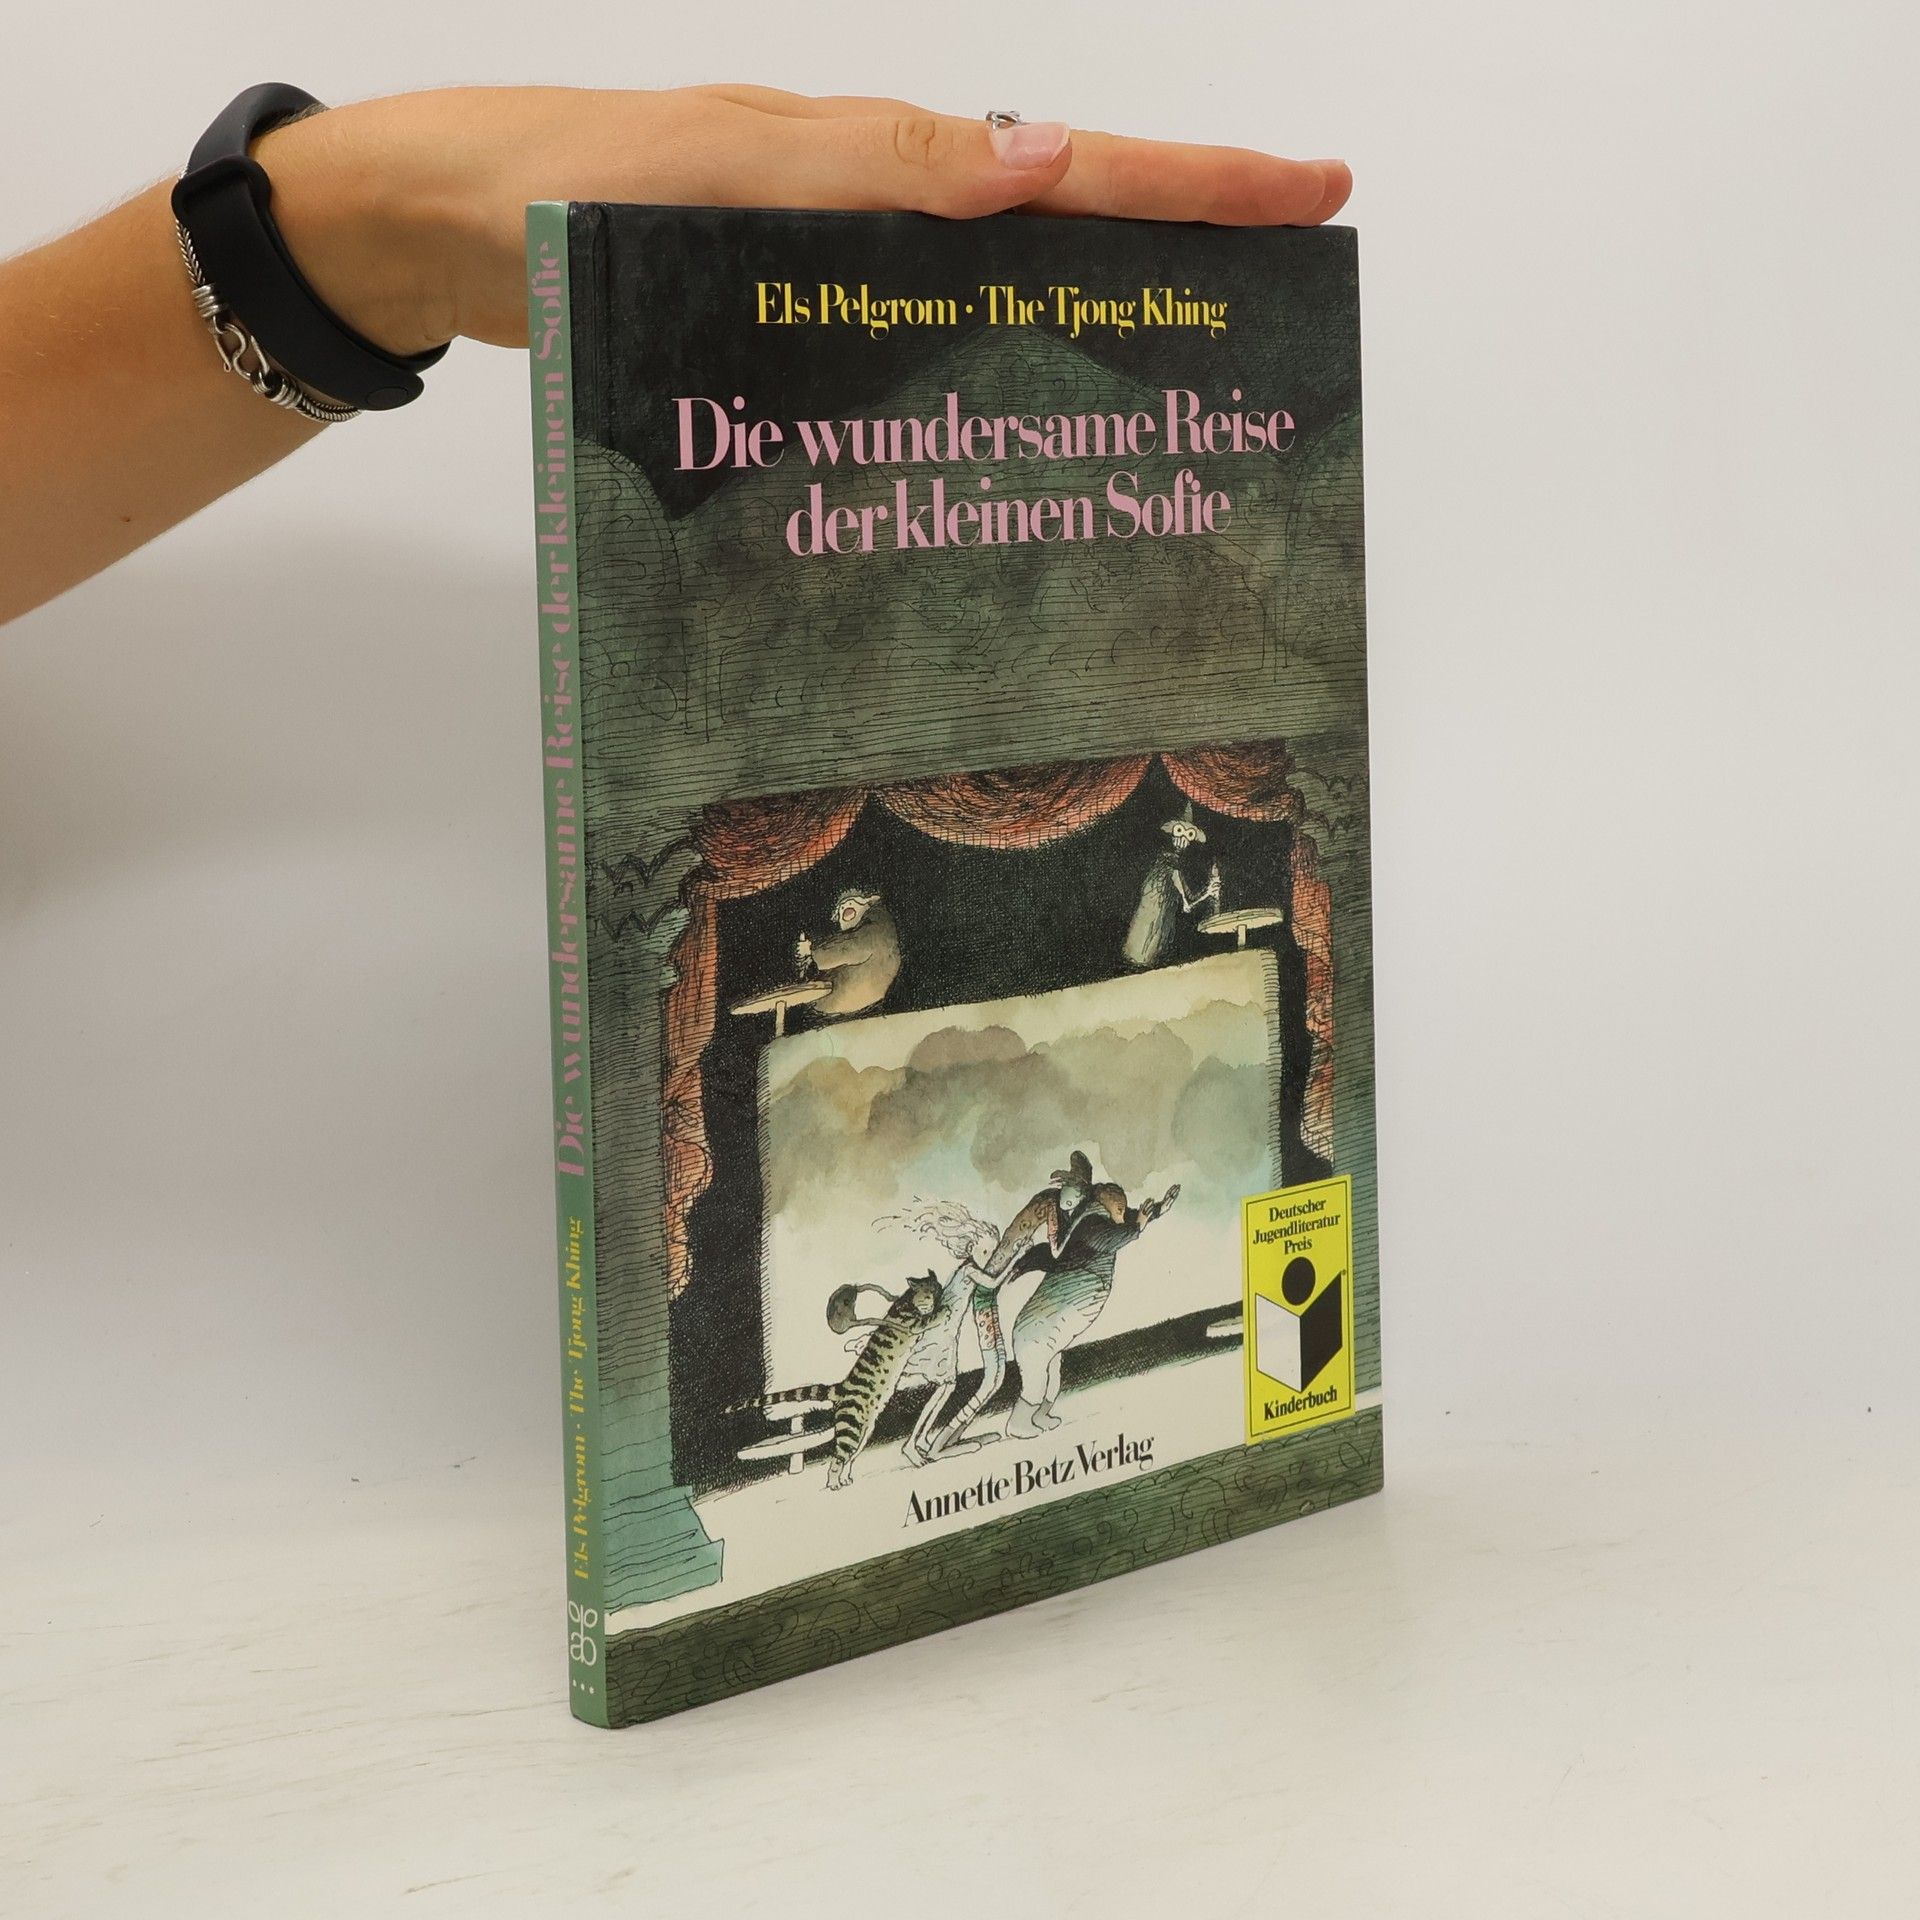 Els Pelgrom · The Tjong Khing
Die wundersame Reise
der kleinen Sofie
Deutscher
Jugendliteratur
Preis
Kinderbuch
Annette Betz Verlag
Els Pelgrom · The Tjong Khing Die wundersame Reise der kleinen Sofie
ab